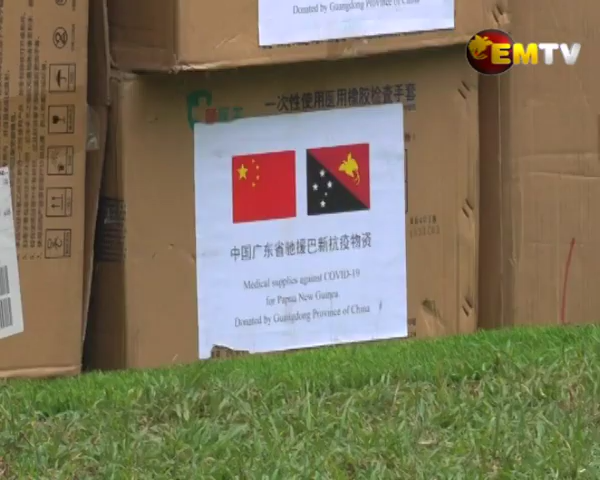 Donated by Guangdong Province of China
EMTV
一次性使用医用橡胶检查手套
中国广东省驰援巴新抗疫物资
Medical supplies against COVID-19
for Papua New Guinea
Donated by Guangdong Province of China